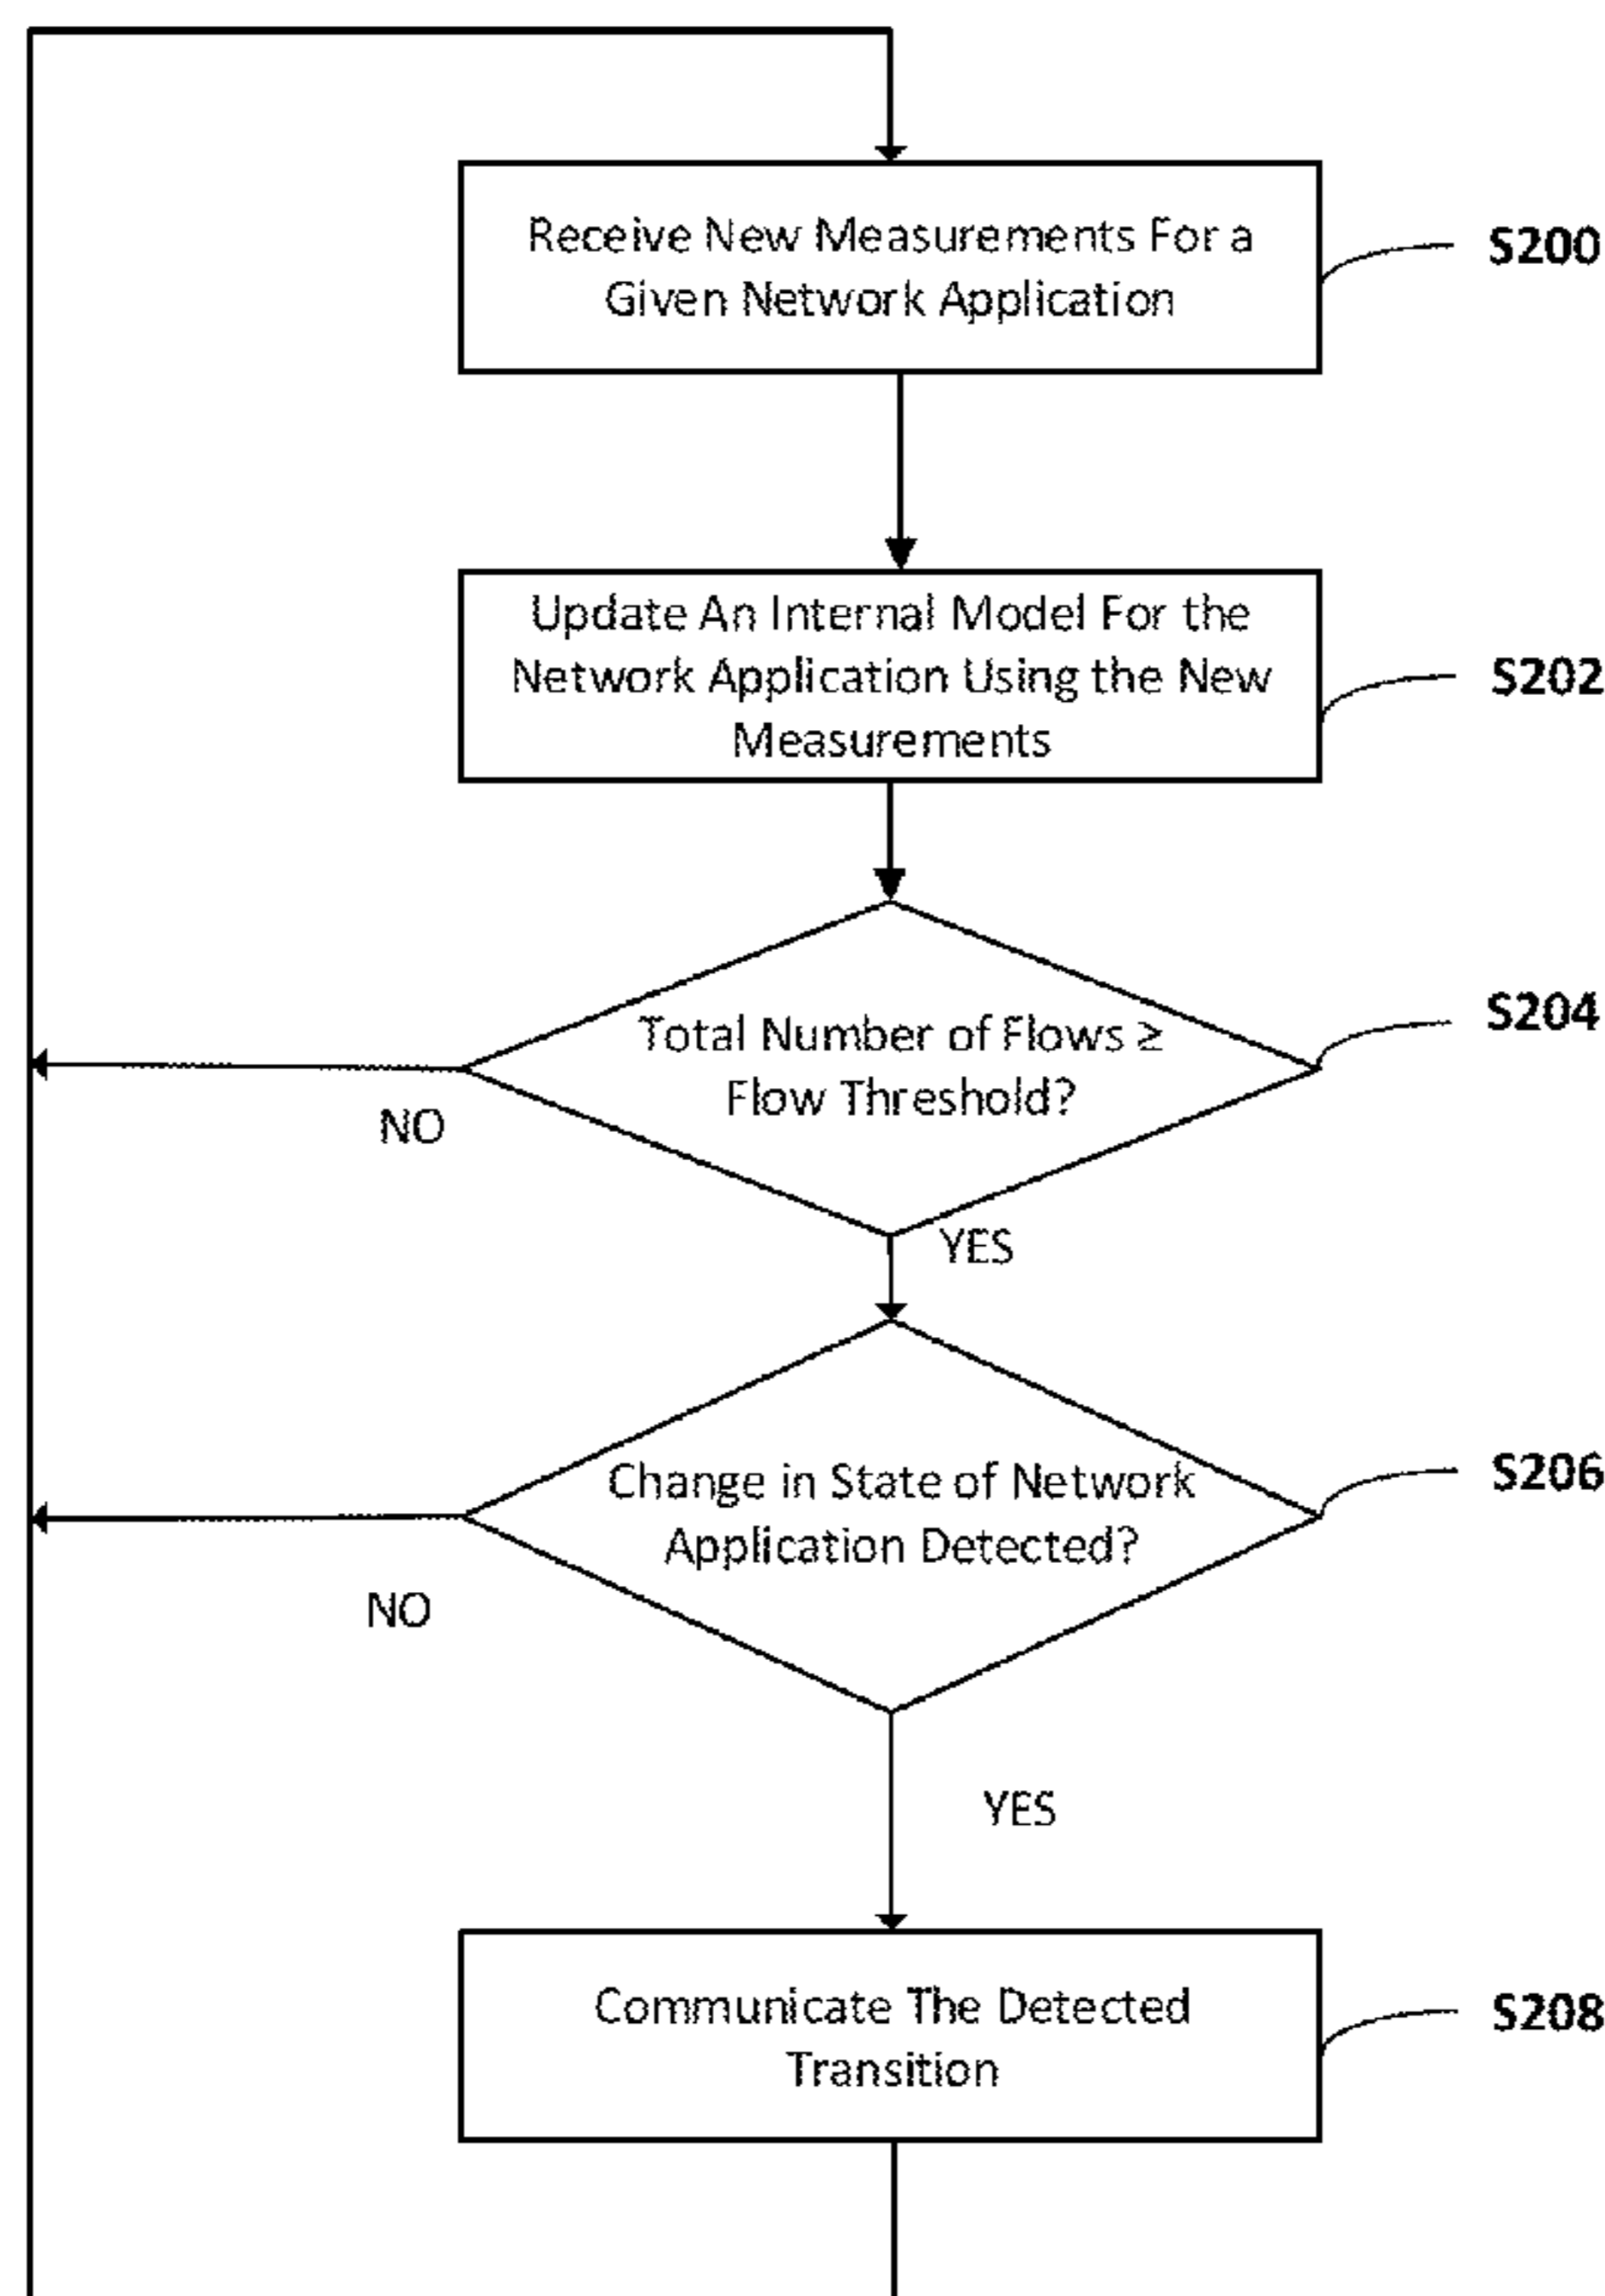 Receive New Measurements For a
Given Network Application
S200
Update An Internal Model For the
Network Application Using the New
Measurements
S202
Total Number of Flows ≥
Flow Threshold?
S204
NO
YES
Change in State of Network
Application Detected?
S206
NO
YES
Communicate The Detected
Transition
S208